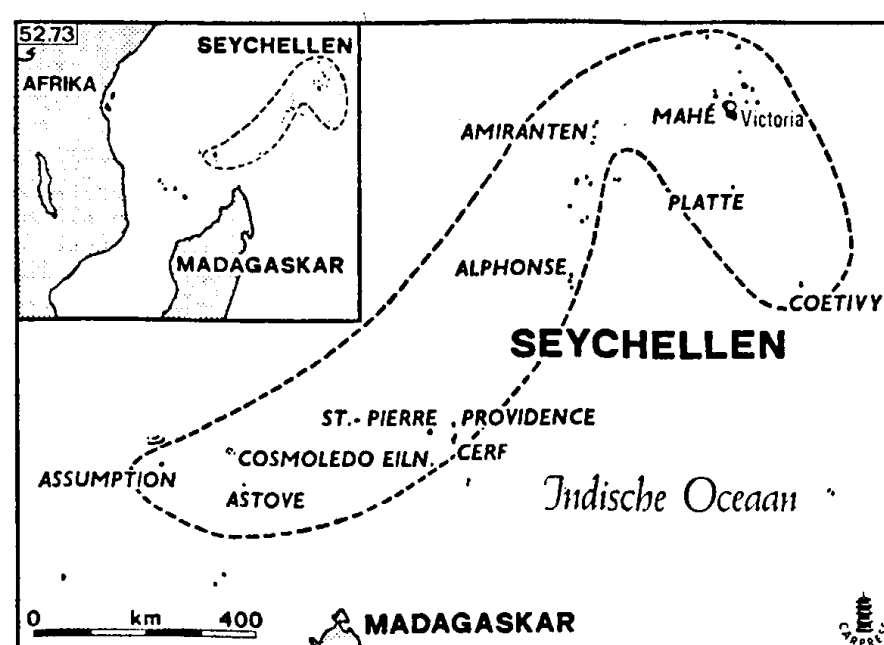 52.73
SEYCHELLEN
AFRIKA
MADAGASKAR
AMIRANTEN
MAHÉ Victoria
PLATTE
ALPHONSE
COETIVY
SEYCHELLEN
ST.-PIERRE PROVIDENCE
COSMOLEDO EILN. CERF
ASSUMPTION
ASTOVE
Indische Oceaan
0 km 400
MADAGASKAR